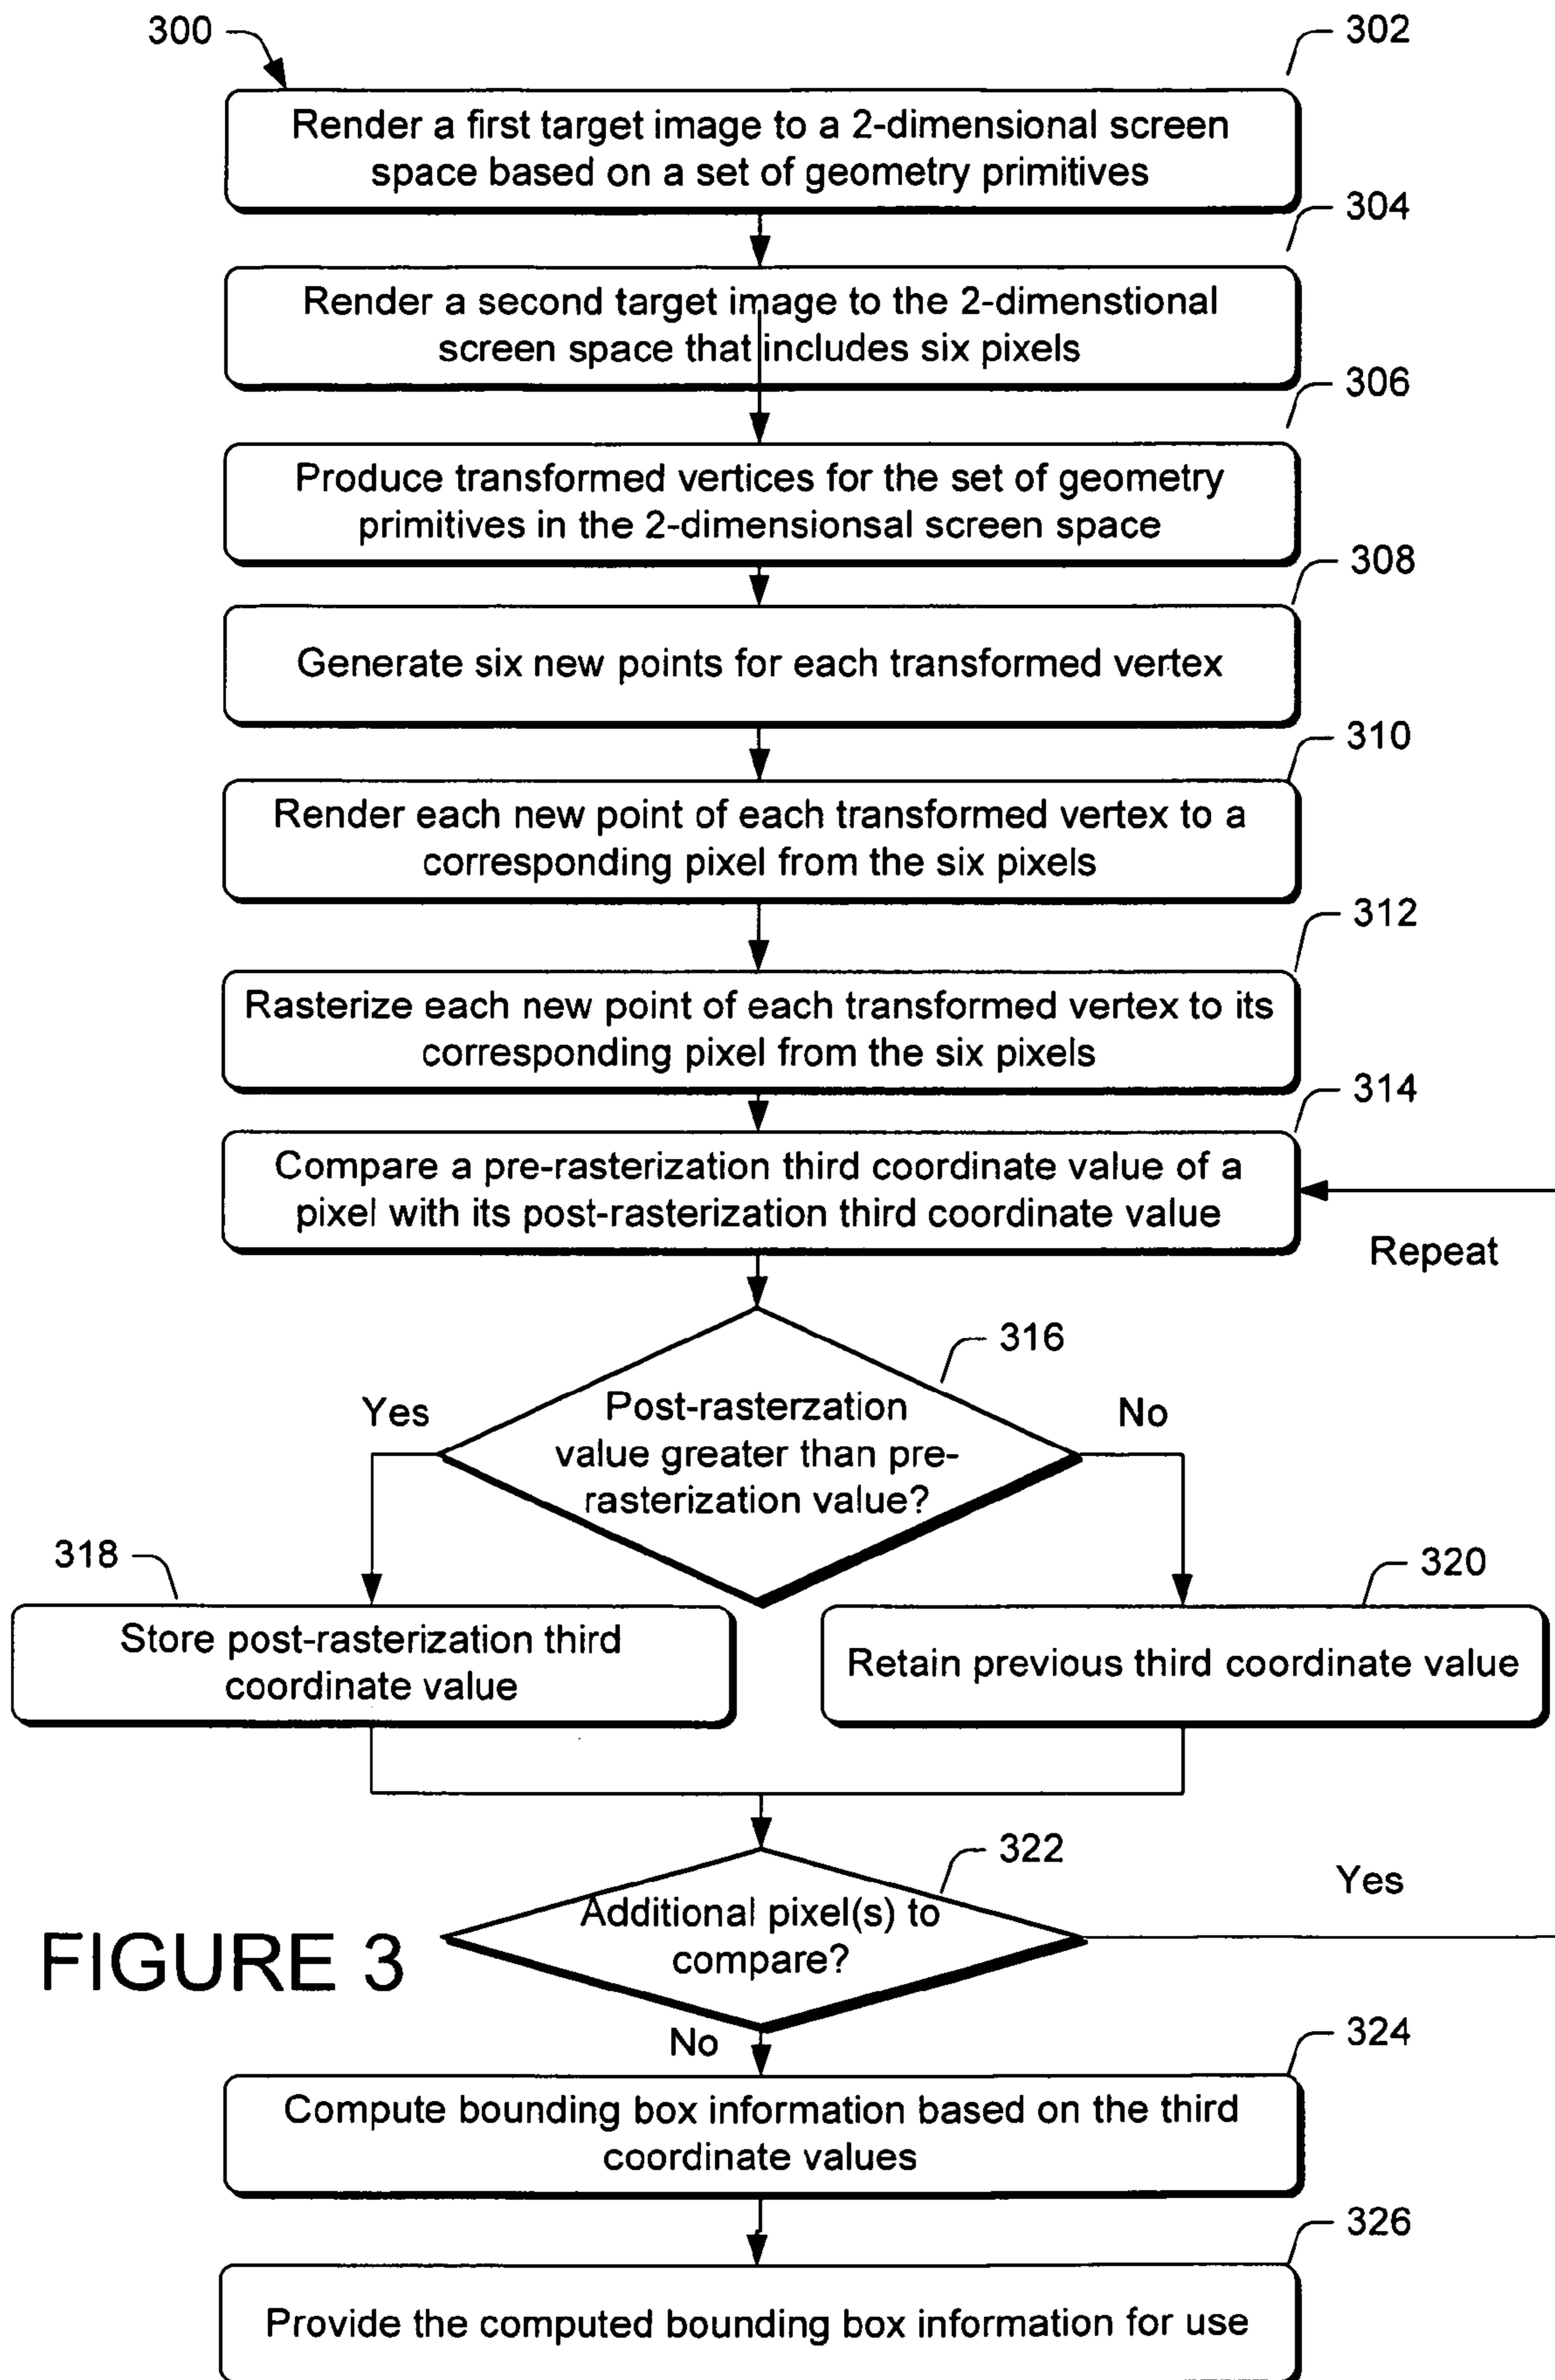 300
302
Render a first target image to a 2-dimensional screen
space based on a set of geometry primitives
304
Render a second target image to the 2-dimenstional
screen space that includes six pixels
306
Produce transformed vertices for the set of geometry
primitives in the 2-dimensionsal screen space
308
Generate six new points for each transformed vertex
310
Render each new point of each transformed vertex to a
corresponding pixel from the six pixels
312
Rasterize each new point of each transformed vertex to its
corresponding pixel from the six pixels
314
Compare a pre-rasterization third coordinate value of a
pixel with its post-rasterization third coordinate value
Repeat
316
Yes
Post-rasterzation
value greater than pre-
rasterization value?
No
318
Store post-rasterization third
coordinate value
320
Retain previous third coordinate value
322
Additional pixel(s) to
compare?
Yes
FIGURE 3
No
324
Compute bounding box information based on the third
coordinate values
326
Provide the computed bounding box information for use